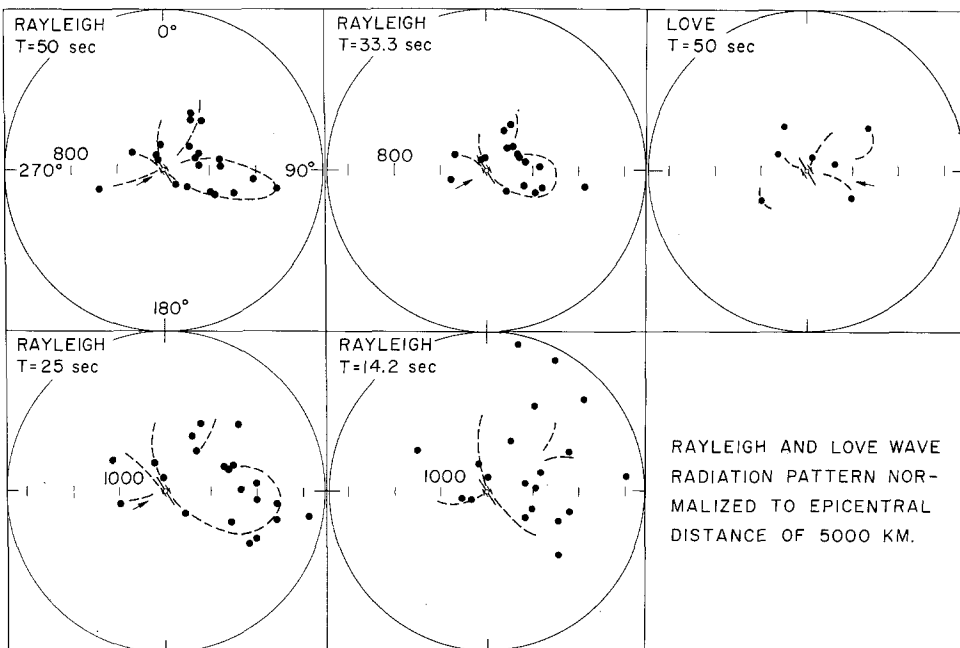 RAYLEIGH
T=50 sec
0°
800
270°
90°
180°
RAYLEIGH
T=33.3 sec
800
LOVE
T=50 sec
RAYLEIGH
T=25 sec
1000
RAYLEIGH
T=14.2 sec
1000
RAYLEIGH AND LOVE WAVE
RADIATION PATTERN NOR-
MALIZED TO EPICENTRAL
DISTANCE OF 5000 KM.